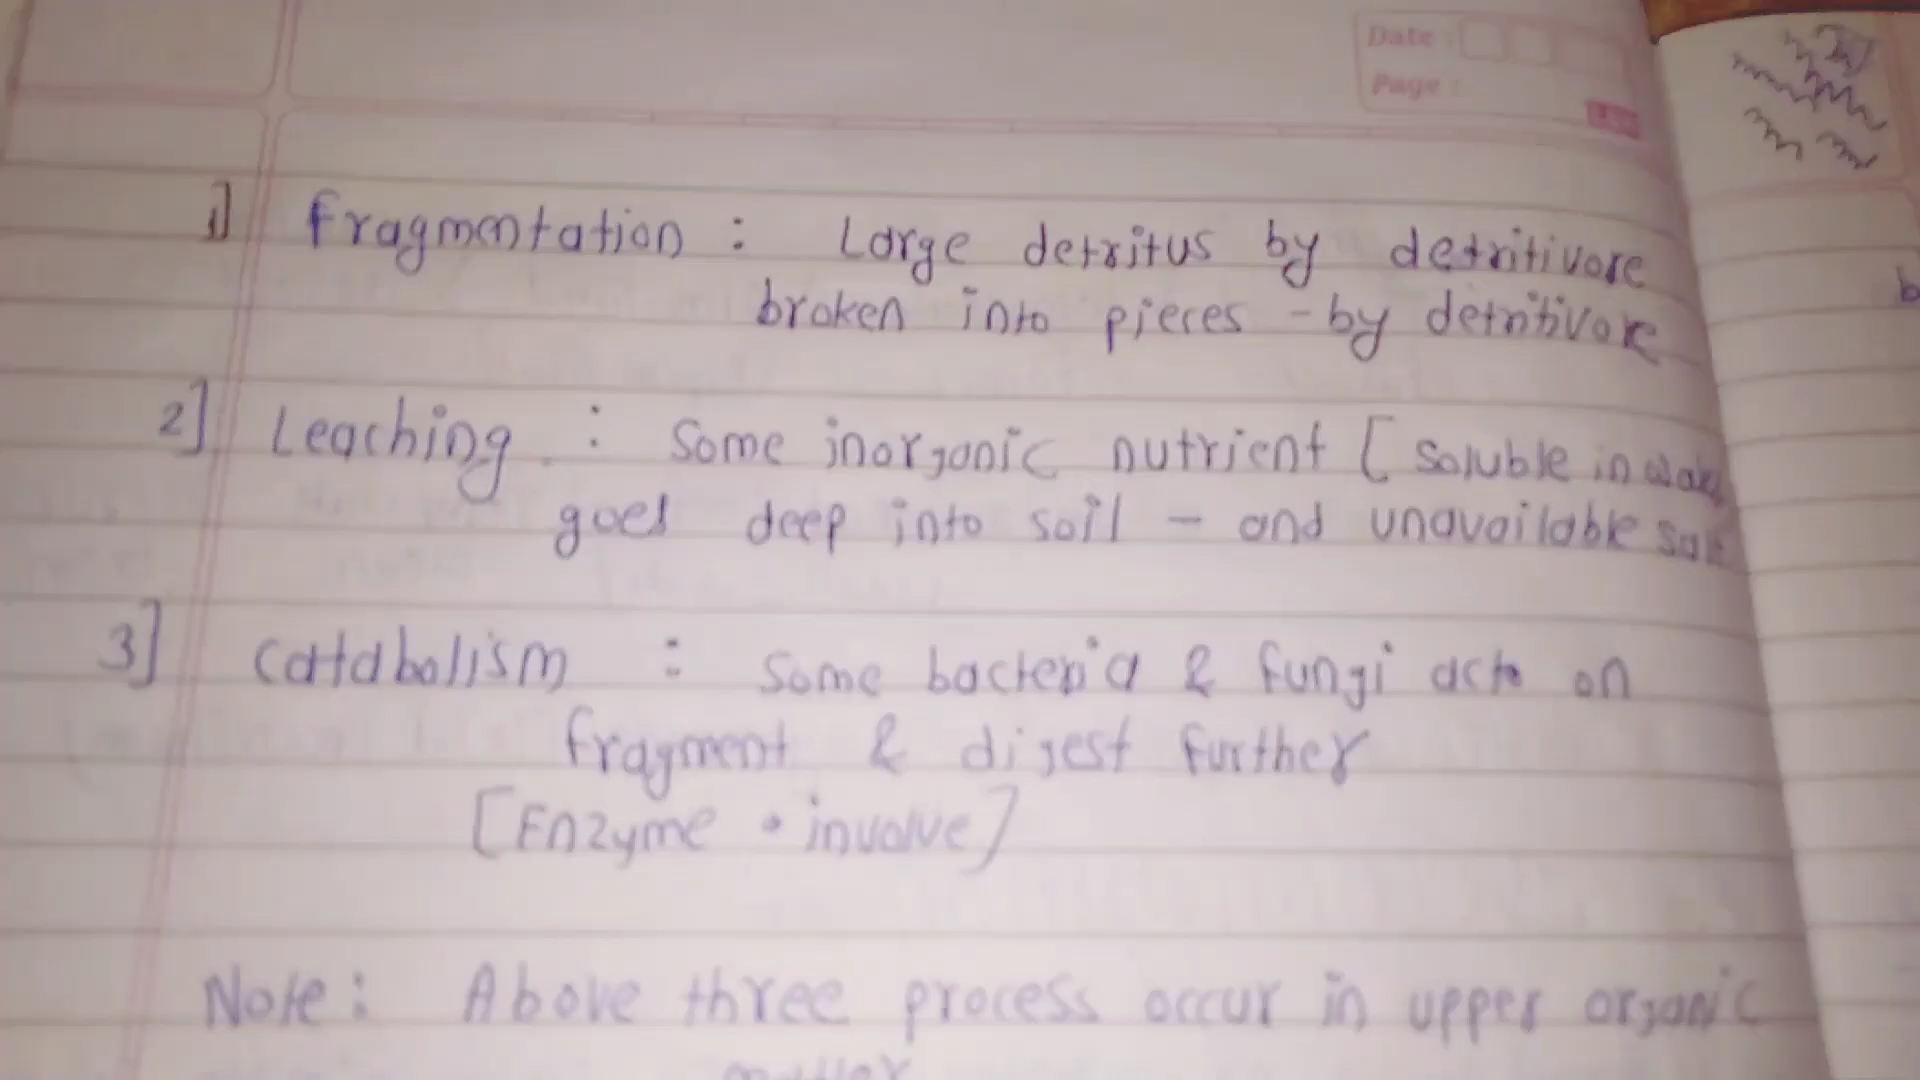 Date
Page :
1] Fragmentation : Large detritus by detritivore
broken into pieces - by detritivore
2] Leaching : Some inorganic nutrient [ soluble in water
goes deep into soil - and unavailable salt
3] Catabolism : Some bacteria & fungi acts on
fragment & digest further
[Enzyme • involve]
Note : Above three process occur in upper organic
matter
b